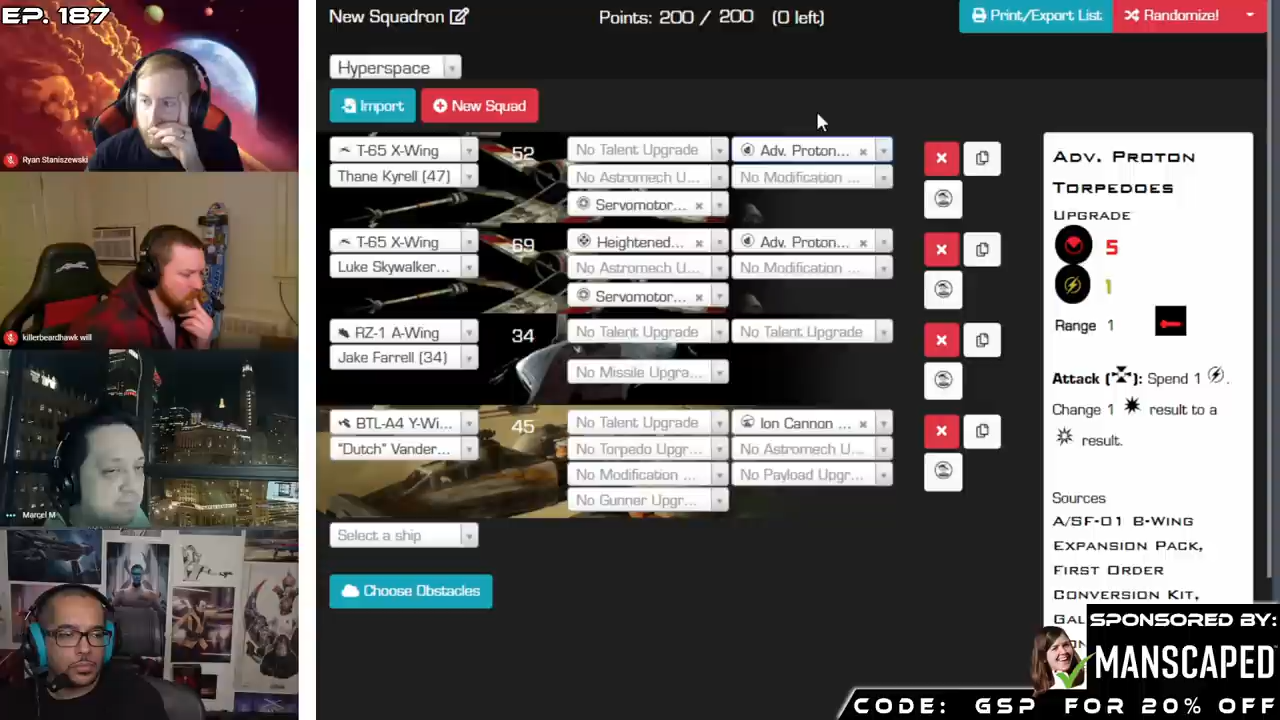 EP. 187
Ryan Staniszewski
killerbeardhawk will
Marcel M
New Squadron
Points: 200 / 200 (0 left)
Print/Export List
Randomize!
Hyperspace
Import
New Squad
T-65 X-Wing
52
No Talent Upgrade
Adv. Proton...
Thane Kyrell (47)
No Astromech U...
No Modification ...
Servomotor...
T-65 X-Wing
69
Heightened...
Adv. Proton...
Luke Skywalker...
No Astromech U...
No Modification ...
Servomotor...
RZ-1 A-Wing
34
No Talent Upgrade
No Talent Upgrade
Jake Farrell (34)
No Missile Upgra...
BTL-A4 Y-Wi...
45
No Talent Upgrade
Ion Cannon ...
"Dutch" Vander...
No Torpedo Upgr...
No Astromech U...
No Modification ...
No Payload Upgr...
No Gunner Upgr...
Select a ship
Choose Obstacles
Adv. Proton
Torpedoes
Upgrade
5
1
Range 1
Attack ( ): Spend 1 .
Change 1 result to a
result.
Sources
A/SF-01 B-Wing
Expansion Pack,
First Order
Conversion Kit,
SPONSORED BY:
MANSCAPED
CODE: GSP FOR 20% OFF